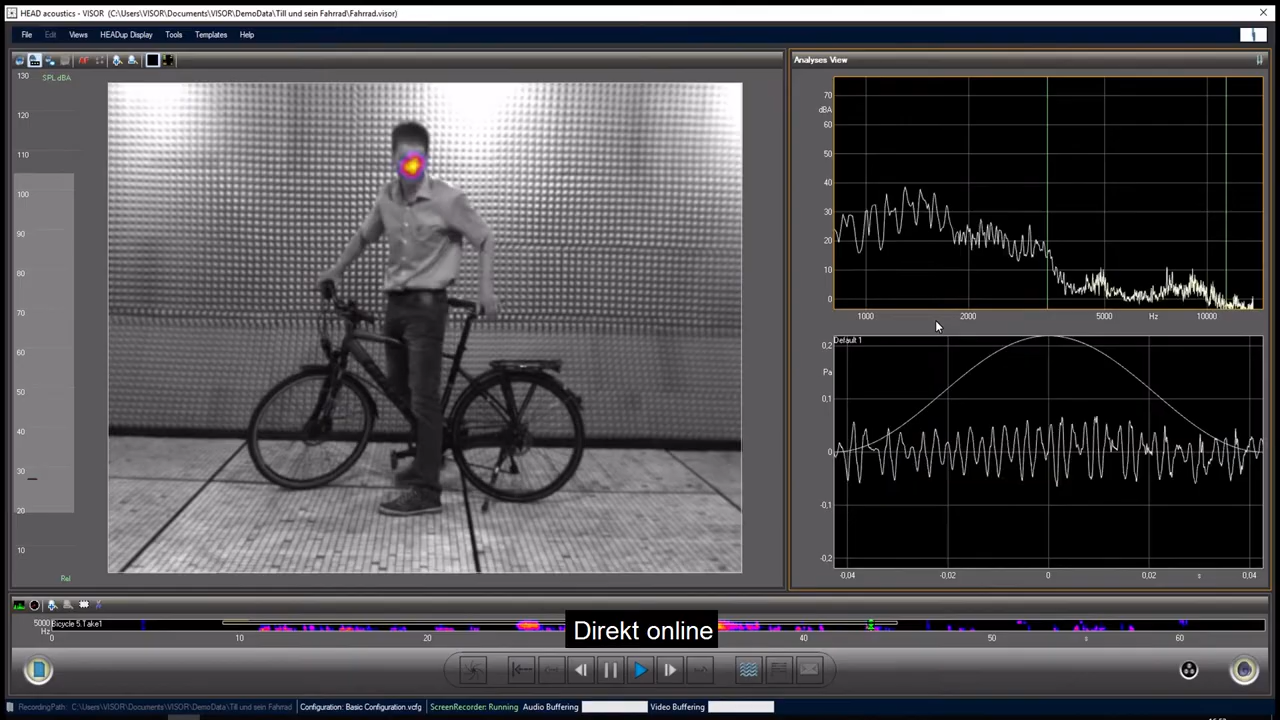 HEAD acoustics - VISOR (C:\Users\VISOR\Documents\VISOR\DemoData\Till und sein Fahrrad\Fahrrad.visor)
File Edit Views HEADup Display Tools Templates Help
SPL dBA
130
120
110
100
90
80
70
60
50
40
30
20
10
Rel
Analyses View
70
dBA
60
50
40
30
20
10
0
1000 2000 5000 Hz 10000
Default 1
0,2
Pa
0,1
0
-0,1
-0,2
-0,04 -0,02 0 0,02 s 0,04
5000 Bicycle 5.Take1
Hz
0 10 20 40 50 s 60
Direkt online
RecordingPath: C:\Users\VISOR\Documents\VISOR\DemoData\Till und sein Fahrrad Configuration: Basic Configuration.vcfg ScreenRecorder: Running Audio Buffering Video Buffering